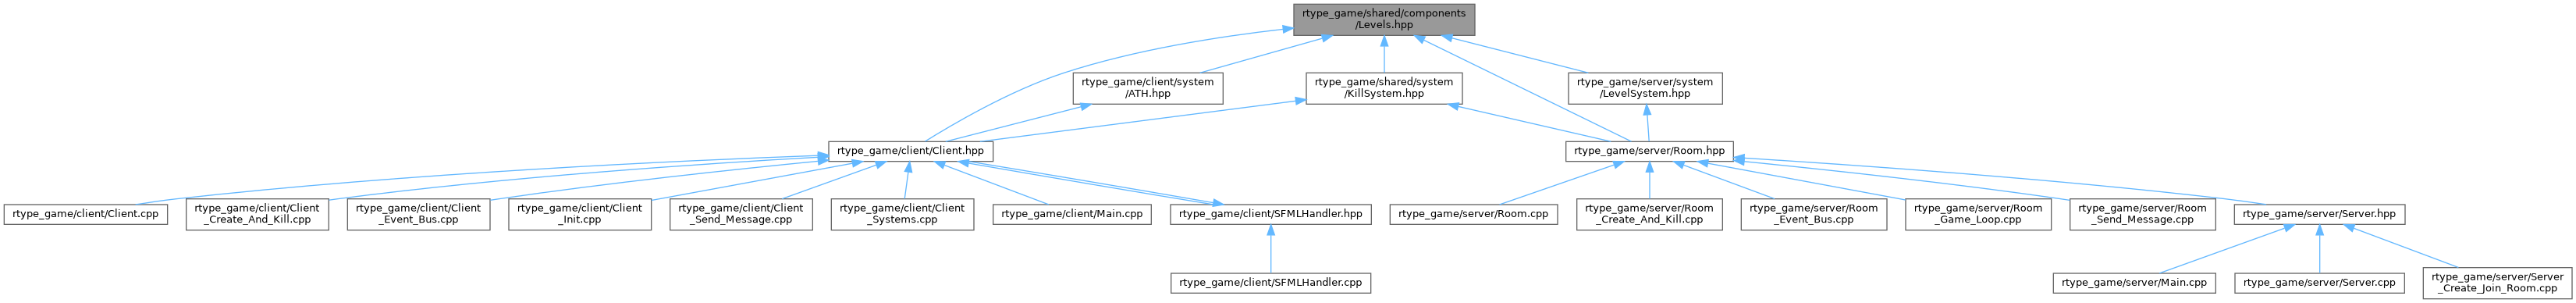 rtype_game/shared/components
/Levels.hpp
rtype_game/client/system
/ATH.hpp
rtype_game/shared/system
/KillSystem.hpp
rtype_game/server/system
/LevelSystem.hpp
rtype_game/client/Client.hpp
rtype_game/server/Room.hpp
rtype_game/client/Client.cpp
rtype_game/client/Client
_Create_And_Kill.cpp
rtype_game/client/Client
_Event_Bus.cpp
rtype_game/client/Client
_Init.cpp
rtype_game/client/Client
_Send_Message.cpp
rtype_game/client/Client
_Systems.cpp
rtype_game/client/Main.cpp
rtype_game/client/SFMLHandler.hpp
rtype_game/server/Room.cpp
rtype_game/server/Room
_Create_And_Kill.cpp
rtype_game/server/Room
_Event_Bus.cpp
rtype_game/server/Room
_Game_Loop.cpp
rtype_game/server/Room
_Send_Message.cpp
rtype_game/server/Server.hpp
rtype_game/client/SFMLHandler.cpp
rtype_game/server/Main.cpp
rtype_game/server/Server.cpp
rtype_game/server/Server
_Create_Join_Room.cpp